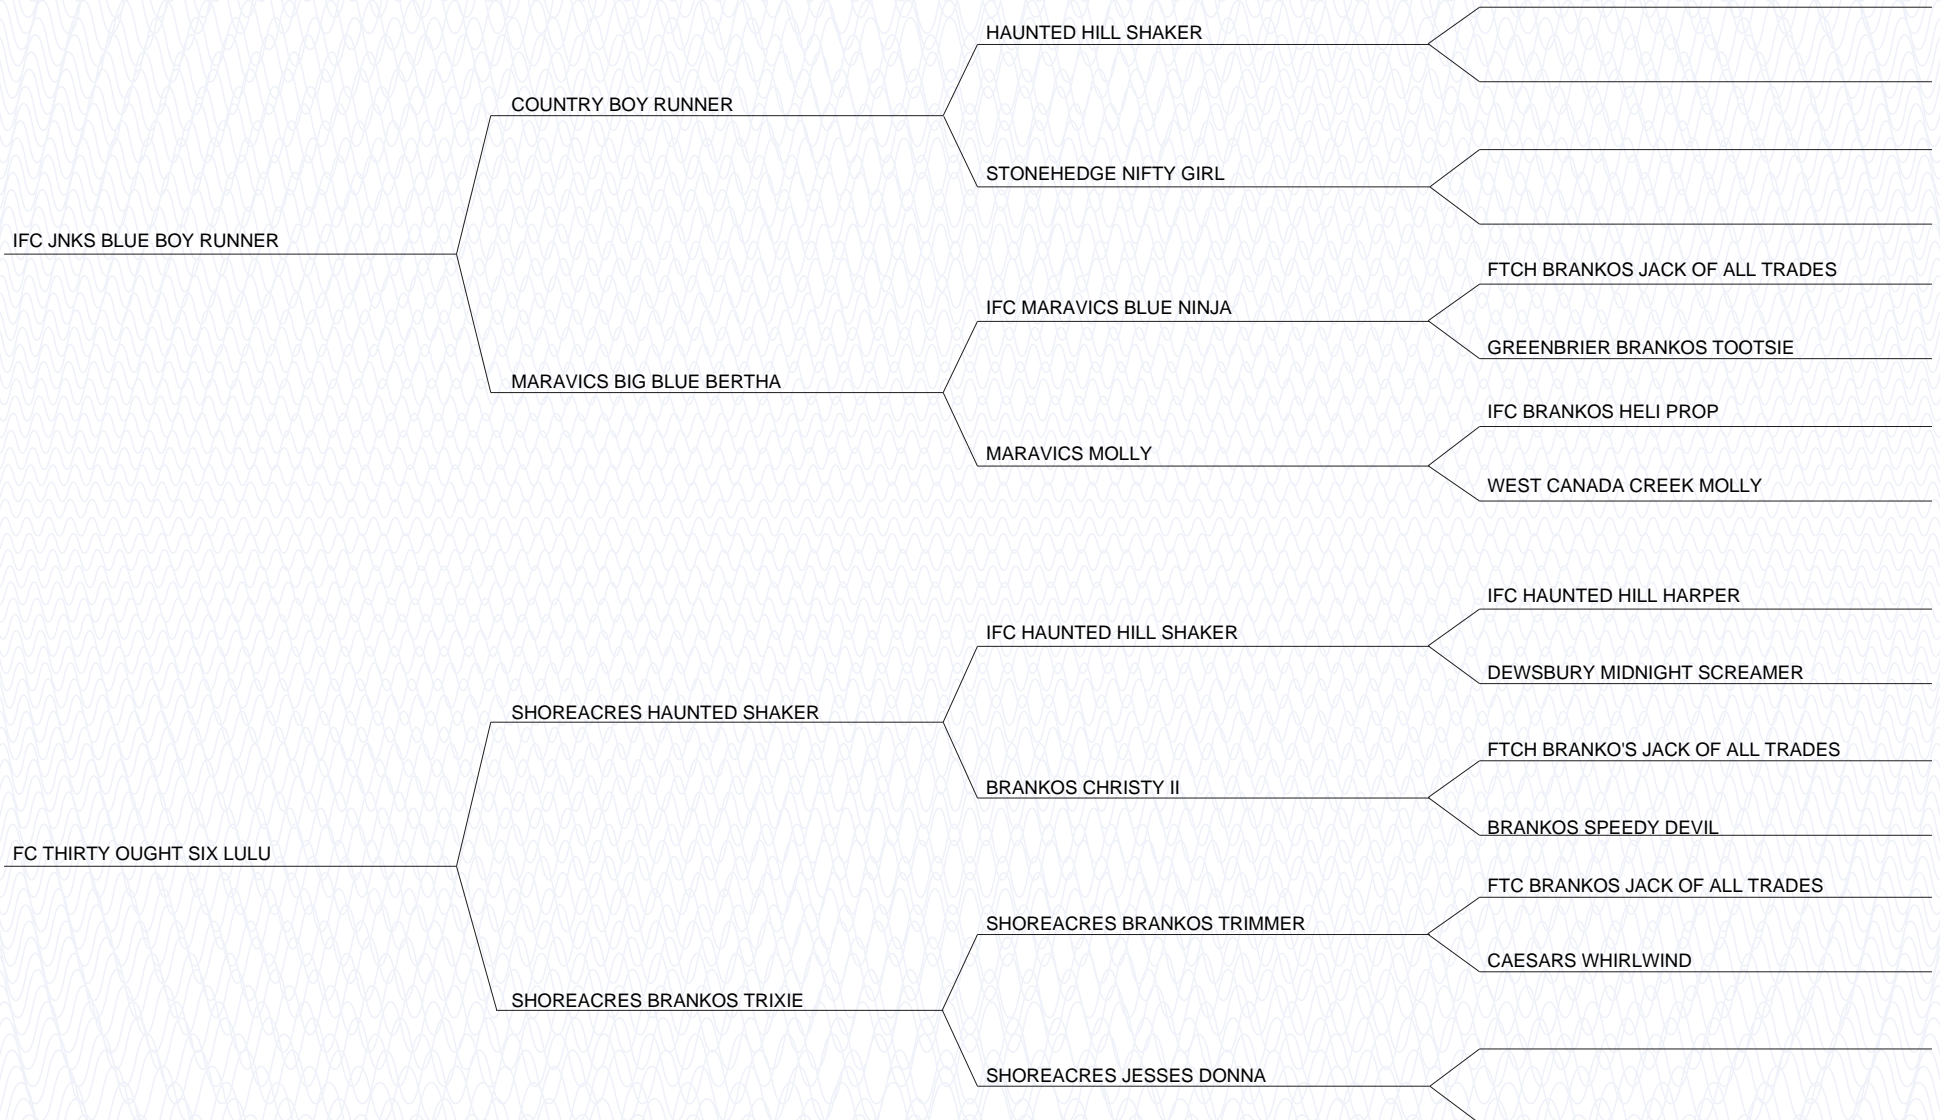 HAUNTED HILL SHAKER
COUNTRY BOY RUNNER
STONEHEDGE NIFTY GIRL
IFC JNKS BLUE BOY RUNNER
FTCH BRANKOS JACK OF ALL TRADES
IFC MARAVICS BLUE NINJA
GREENBRIER BRANKOS TOOTSIE
MARAVICS BIG BLUE BERTHA
IFC BRANKOS HELI PROP
MARAVICS MOLLY
WEST CANADA CREEK MOLLY
IFC HAUNTED HILL HARPER
IFC HAUNTED HILL SHAKER
DEWSBURY MIDNIGHT SCREAMER
SHOREACRES HAUNTED SHAKER
FTCH BRANKO'S JACK OF ALL TRADES
BRANKOS CHRISTY II
BRANKOS SPEEDY DEVIL
FC THIRTY OUGHT SIX LULU
FTC BRANKOS JACK OF ALL TRADES
SHOREACRES BRANKOS TRIMMER
CAESARS WHIRLWIND
SHOREACRES BRANKOS TRIXIE
SHOREACRES JESSES DONNA